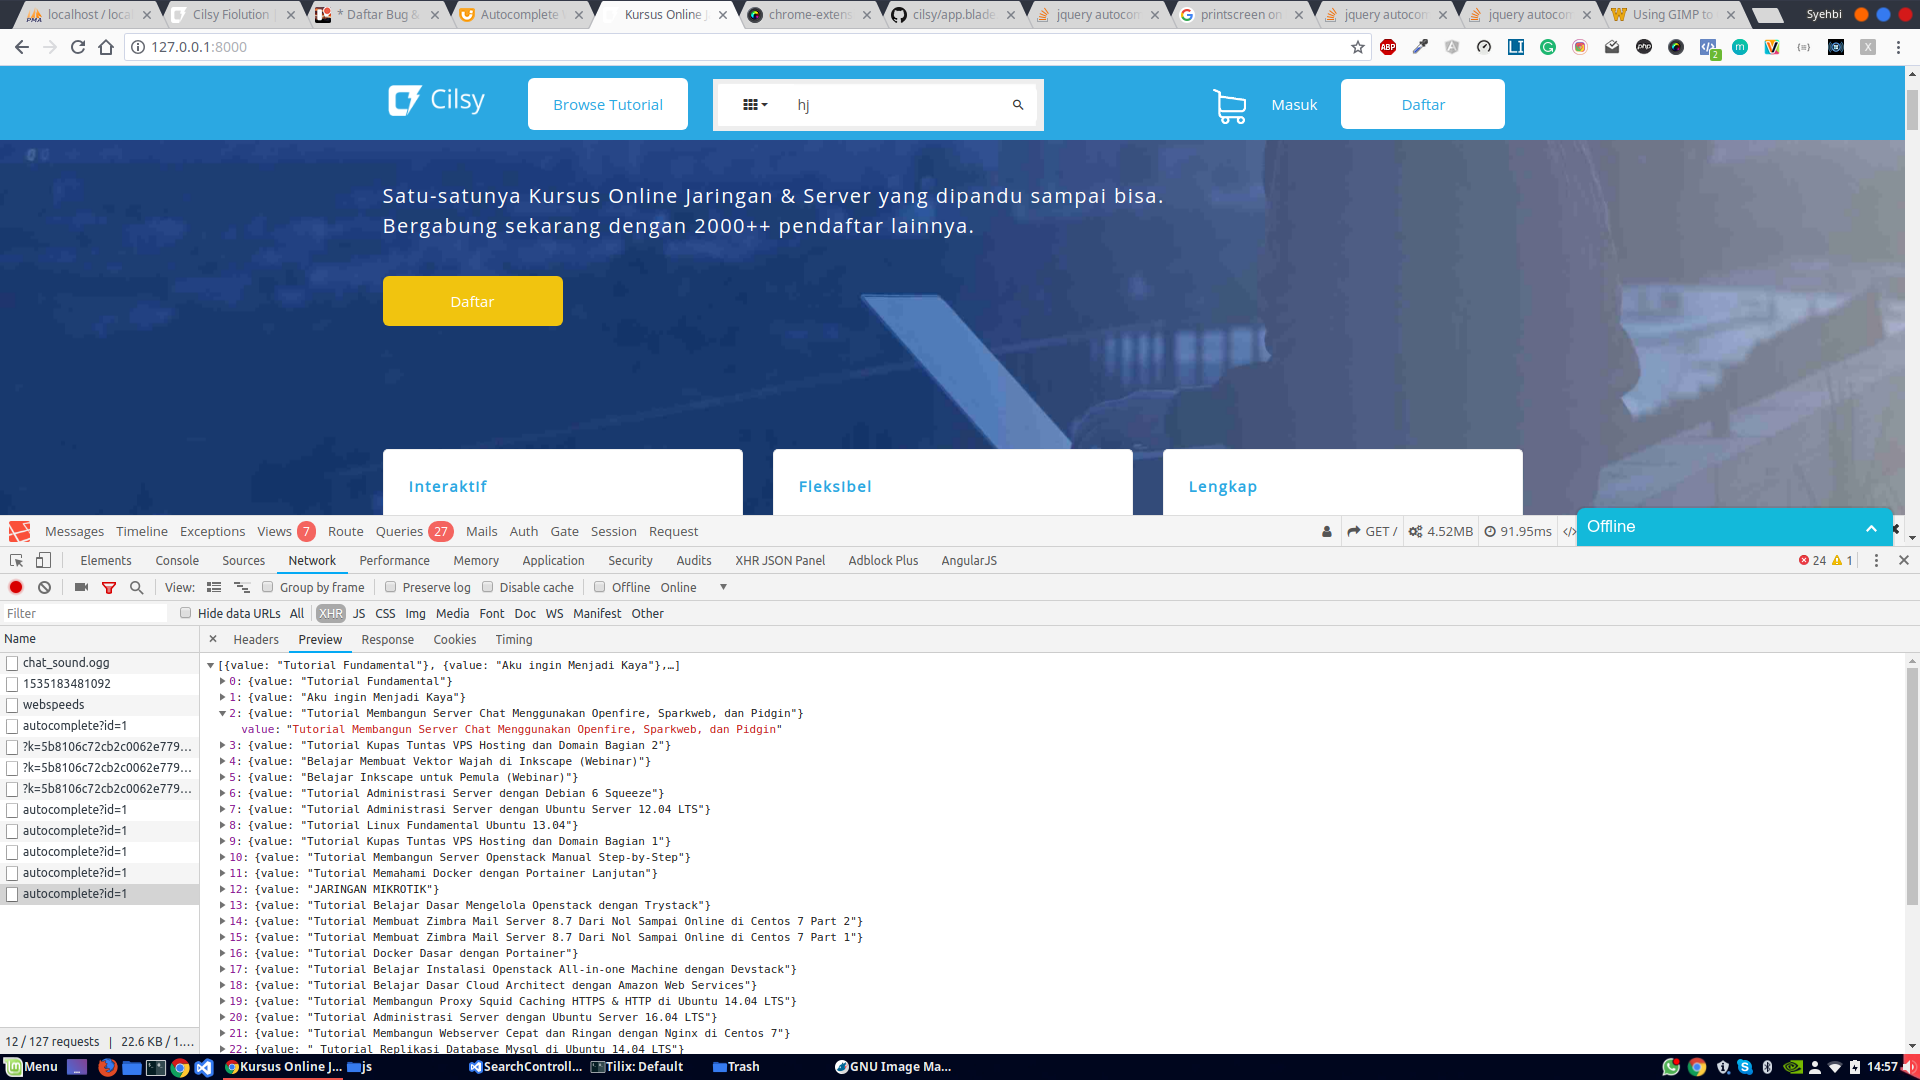 localhost / loca
Cilsy Fiolution
* Daftar Bug &
Autocomplete
Kursus Online J
chrome-extens
cilsy/app.blade
jquery autocom
printscreen on
jquery autocom
jquery autocom
Using GIMP to
Syehbi
127.0.0.1:8000
Cilsy
Browse Tutorial
hj
Masuk
Daftar
Satu-satunya Kursus Online Jaringan & Server yang dipandu sampai bisa.
Bergabung sekarang dengan 2000++ pendaftar lainnya.
Daftar
Interaktif
Fleksibel
Lengkap
Messages Timeline Exceptions Views 7 Route Queries 27 Mails Auth Gate Session Request
GET / 4.52MB 91.95ms
Offline
Elements Console Sources Network Performance Memory Application Security Audits XHR JSON Panel Adblock Plus AngularJS
24 1
View: Group by frame Preserve log Disable cache Offline Online
Filter Hide data URLs All XHR JS CSS Img Media Font Doc WS Manifest Other
Name
Headers Preview Response Cookies Timing
chat_sound.ogg
1535183481092
webspeeds
autocomplete?id=1
?k=5b8106c72cb2c0062e779...
?k=5b8106c72cb2c0062e779...
?k=5b8106c72cb2c0062e779...
autocomplete?id=1
autocomplete?id=1
autocomplete?id=1
autocomplete?id=1
autocomplete?id=1
12 / 127 requests | 22.6 KB / 1....
[{value: "Tutorial Fundamental"}, {value: "Aku ingin Menjadi Kaya"},…]
0: {value: "Tutorial Fundamental"}
1: {value: "Aku ingin Menjadi Kaya"}
2: {value: "Tutorial Membangun Server Chat Menggunakan Openfire, Sparkweb, dan Pidgin"}
value: "Tutorial Membangun Server Chat Menggunakan Openfire, Sparkweb, dan Pidgin"
3: {value: "Tutorial Kupas Tuntas VPS Hosting dan Domain Bagian 2"}
4: {value: "Belajar Membuat Vektor Wajah di Inkscape (Webinar)"}
5: {value: "Belajar Inkscape untuk Pemula (Webinar)"}
6: {value: "Tutorial Administrasi Server dengan Debian 6 Squeeze"}
7: {value: "Tutorial Administrasi Server dengan Ubuntu Server 12.04 LTS"}
8: {value: "Tutorial Linux Fundamental Ubuntu 13.04"}
9: {value: "Tutorial Kupas Tuntas VPS Hosting dan Domain Bagian 1"}
10: {value: "Tutorial Membangun Server Openstack Manual Step-by-Step"}
11: {value: "Tutorial Memahami Docker dengan Portainer Lanjutan"}
12: {value: "JARINGAN MIKROTIK"}
13: {value: "Tutorial Belajar Dasar Mengelola Openstack dengan Trystack"}
14: {value: "Tutorial Membuat Zimbra Mail Server 8.7 Dari Nol Sampai Online di Centos 7 Part 2"}
15: {value: "Tutorial Membuat Zimbra Mail Server 8.7 Dari Nol Sampai Online di Centos 7 Part 1"}
16: {value: "Tutorial Docker Dasar dengan Portainer"}
17: {value: "Tutorial Belajar Instalasi Openstack All-in-one Machine dengan Devstack"}
18: {value: "Tutorial Belajar Dasar Cloud Architect dengan Amazon Web Services"}
19: {value: "Tutorial Membangun Proxy Squid Caching HTTPS & HTTP di Ubuntu 14.04 LTS"}
20: {value: "Tutorial Administrasi Server dengan Ubuntu Server 16.04 LTS"}
21: {value: "Tutorial Membangun Webserver Cepat dan Ringan dengan Nginx di Centos 7"}
22: {value: " Tutorial Replikasi Database Mysql di Ubuntu 14.04 LTS"}
Menu
Kursus Online J...
js
SearchControll...
Tilix: Default
Trash
GNU Image Ma...
14:57